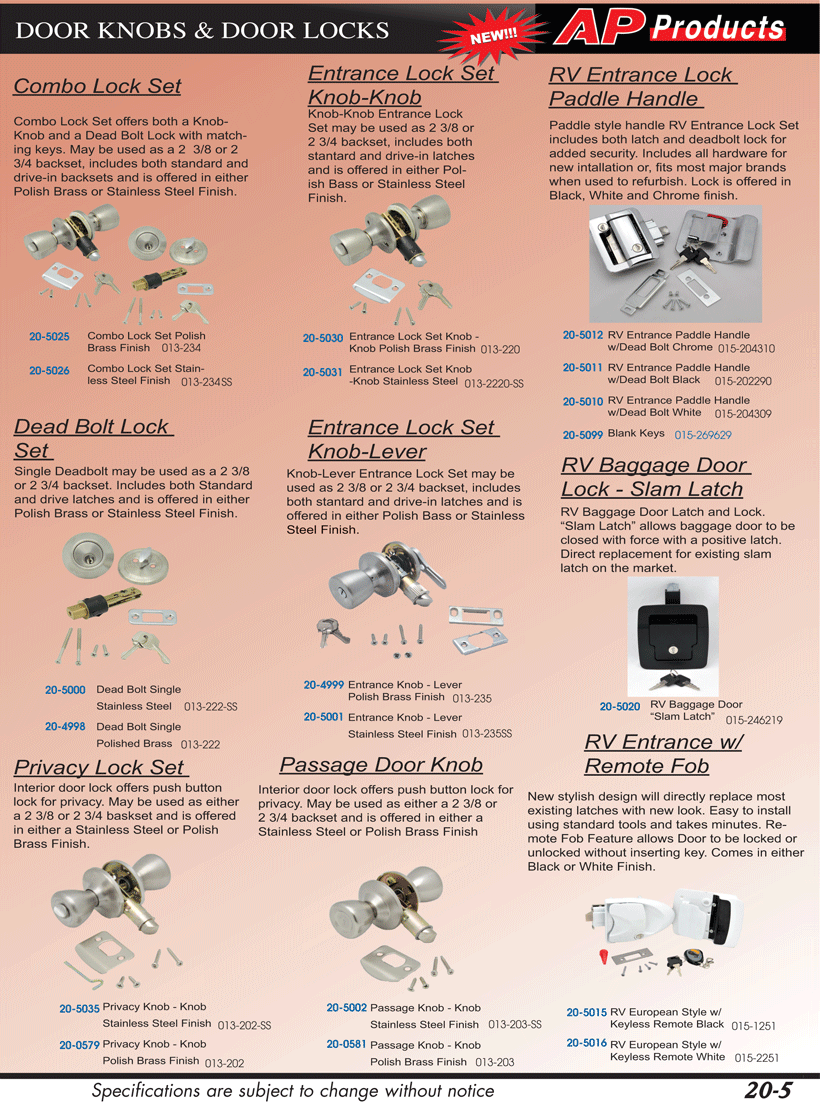 DOOR KNOBS & DOOR LOCKS
NEW!!!
AP Products
Combo Lock Set
Combo Lock Set offers both a Knob-
Knob and a Dead Bolt Lock with match-
ing keys. May be used as a 2 3/8 or 2
3/4 backset, includes both standard and
drive-in backsets and is offered in either
Polish Brass or Stainless Steel Finish.
20-5025 Combo Lock Set Polish
Brass Finish 013-234
20-5026 Combo Lock Set Stain-
less Steel Finish 013-234SS
Entrance Lock Set
Knob-Knob
Knob-Knob Entrance Lock
Set may be used as 2 3/8 or
2 3/4 backset, includes both
stantard and drive-in latches
and is offered in either Pol-
ish Bass or Stainless Steel
Finish.
20-5030 Entrance Lock Set Knob -
Knob Polish Brass Finish 013-220
20-5031 Entrance Lock Set Knob
-Knob Stainless Steel 013-2220-SS
RV Entrance Lock
Paddle Handle
Paddle style handle RV Entrance Lock Set
includes both latch and deadbolt lock for
added security. Includes all hardware for
new intallation or, fits most major brands
when used to refurbish. Lock is offered in
Black, White and Chrome finish.
20-5012 RV Entrance Paddle Handle
w/Dead Bolt Chrome 015-204310
20-5011 RV Entrance Paddle Handle
w/Dead Bolt Black 015-202290
20-5010 RV Entrance Paddle Handle
w/Dead Bolt White 015-204309
20-5099 Blank Keys 015-269629
Dead Bolt Lock
Set
Single Deadbolt may be used as a 2 3/8
or 2 3/4 backset. Includes both Standard
and drive latches and is offered in either
Polish Brass or Stainless Steel Finish.
20-5000 Dead Bolt Single
Stainless Steel 013-222-SS
20-4998 Dead Bolt Single
Polished Brass 013-222
Entrance Lock Set
Knob-Lever
Knob-Lever Entrance Lock Set may be
used as 2 3/8 or 2 3/4 backset, includes
both stantard and drive-in latches and is
offered in either Polish Bass or Stainless
Steel Finish.
20-4999 Entrance Knob - Lever
Polish Brass Finish 013-235
20-5001 Entrance Knob - Lever
Stainless Steel Finish 013-235SS
RV Baggage Door
Lock - Slam Latch
RV Baggage Door Latch and Lock.
“Slam Latch” allows baggage door to be
closed with force with a positive latch.
Direct replacement for existing slam
latch on the market.
20-5020 RV Baggage Door
“Slam Latch” 015-246219
Privacy Lock Set
Interior door lock offers push button
lock for privacy. May be used as either
a 2 3/8 or 2 3/4 baskset and is offered
in either a Stainless Steel or Polish
Brass Finish.
20-5035 Privacy Knob - Knob
Stainless Steel Finish 013-202-SS
20-0579 Privacy Knob - Knob
Polish Brass Finish 013-202
Passage Door Knob
Interior door lock offers push button lock for
privacy. May be used as either a 2 3/8 or
2 3/4 backset and is offered in either a
Stainless Steel or Polish Brass Finish
20-5002 Passage Knob - Knob
Stainless Steel Finish 013-203-SS
20-0581 Passage Knob - Knob
Polish Brass Finish 013-203
RV Entrance w/
Remote Fob
New stylish design will directly replace most
existing latches with new look. Easy to install
using standard tools and takes minutes. Re-
mote Fob Feature allows Door to be locked or
unlocked without inserting key. Comes in either
Black or White Finish.
20-5015 RV European Style w/
Keyless Remote Black 015-1251
20-5016 RV European Style w/
Keyless Remote White 015-2251
Specifications are subject to change without notice
20-5